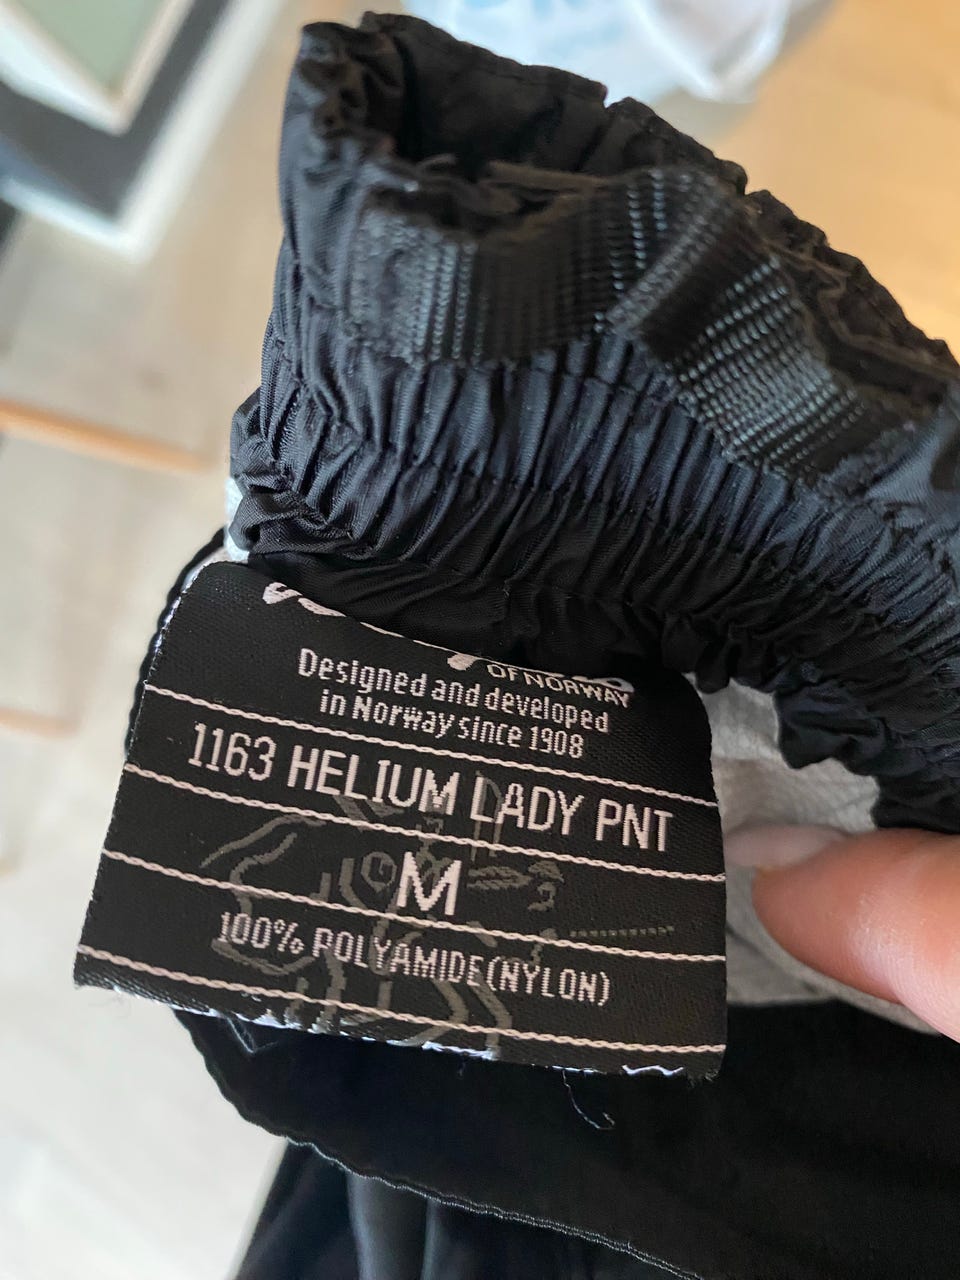 OF NORWAY
Designed and developed
in Norway since 1908
1163 HELIUM LADY PNT
M
100% POLYAMIDE(NYLON)